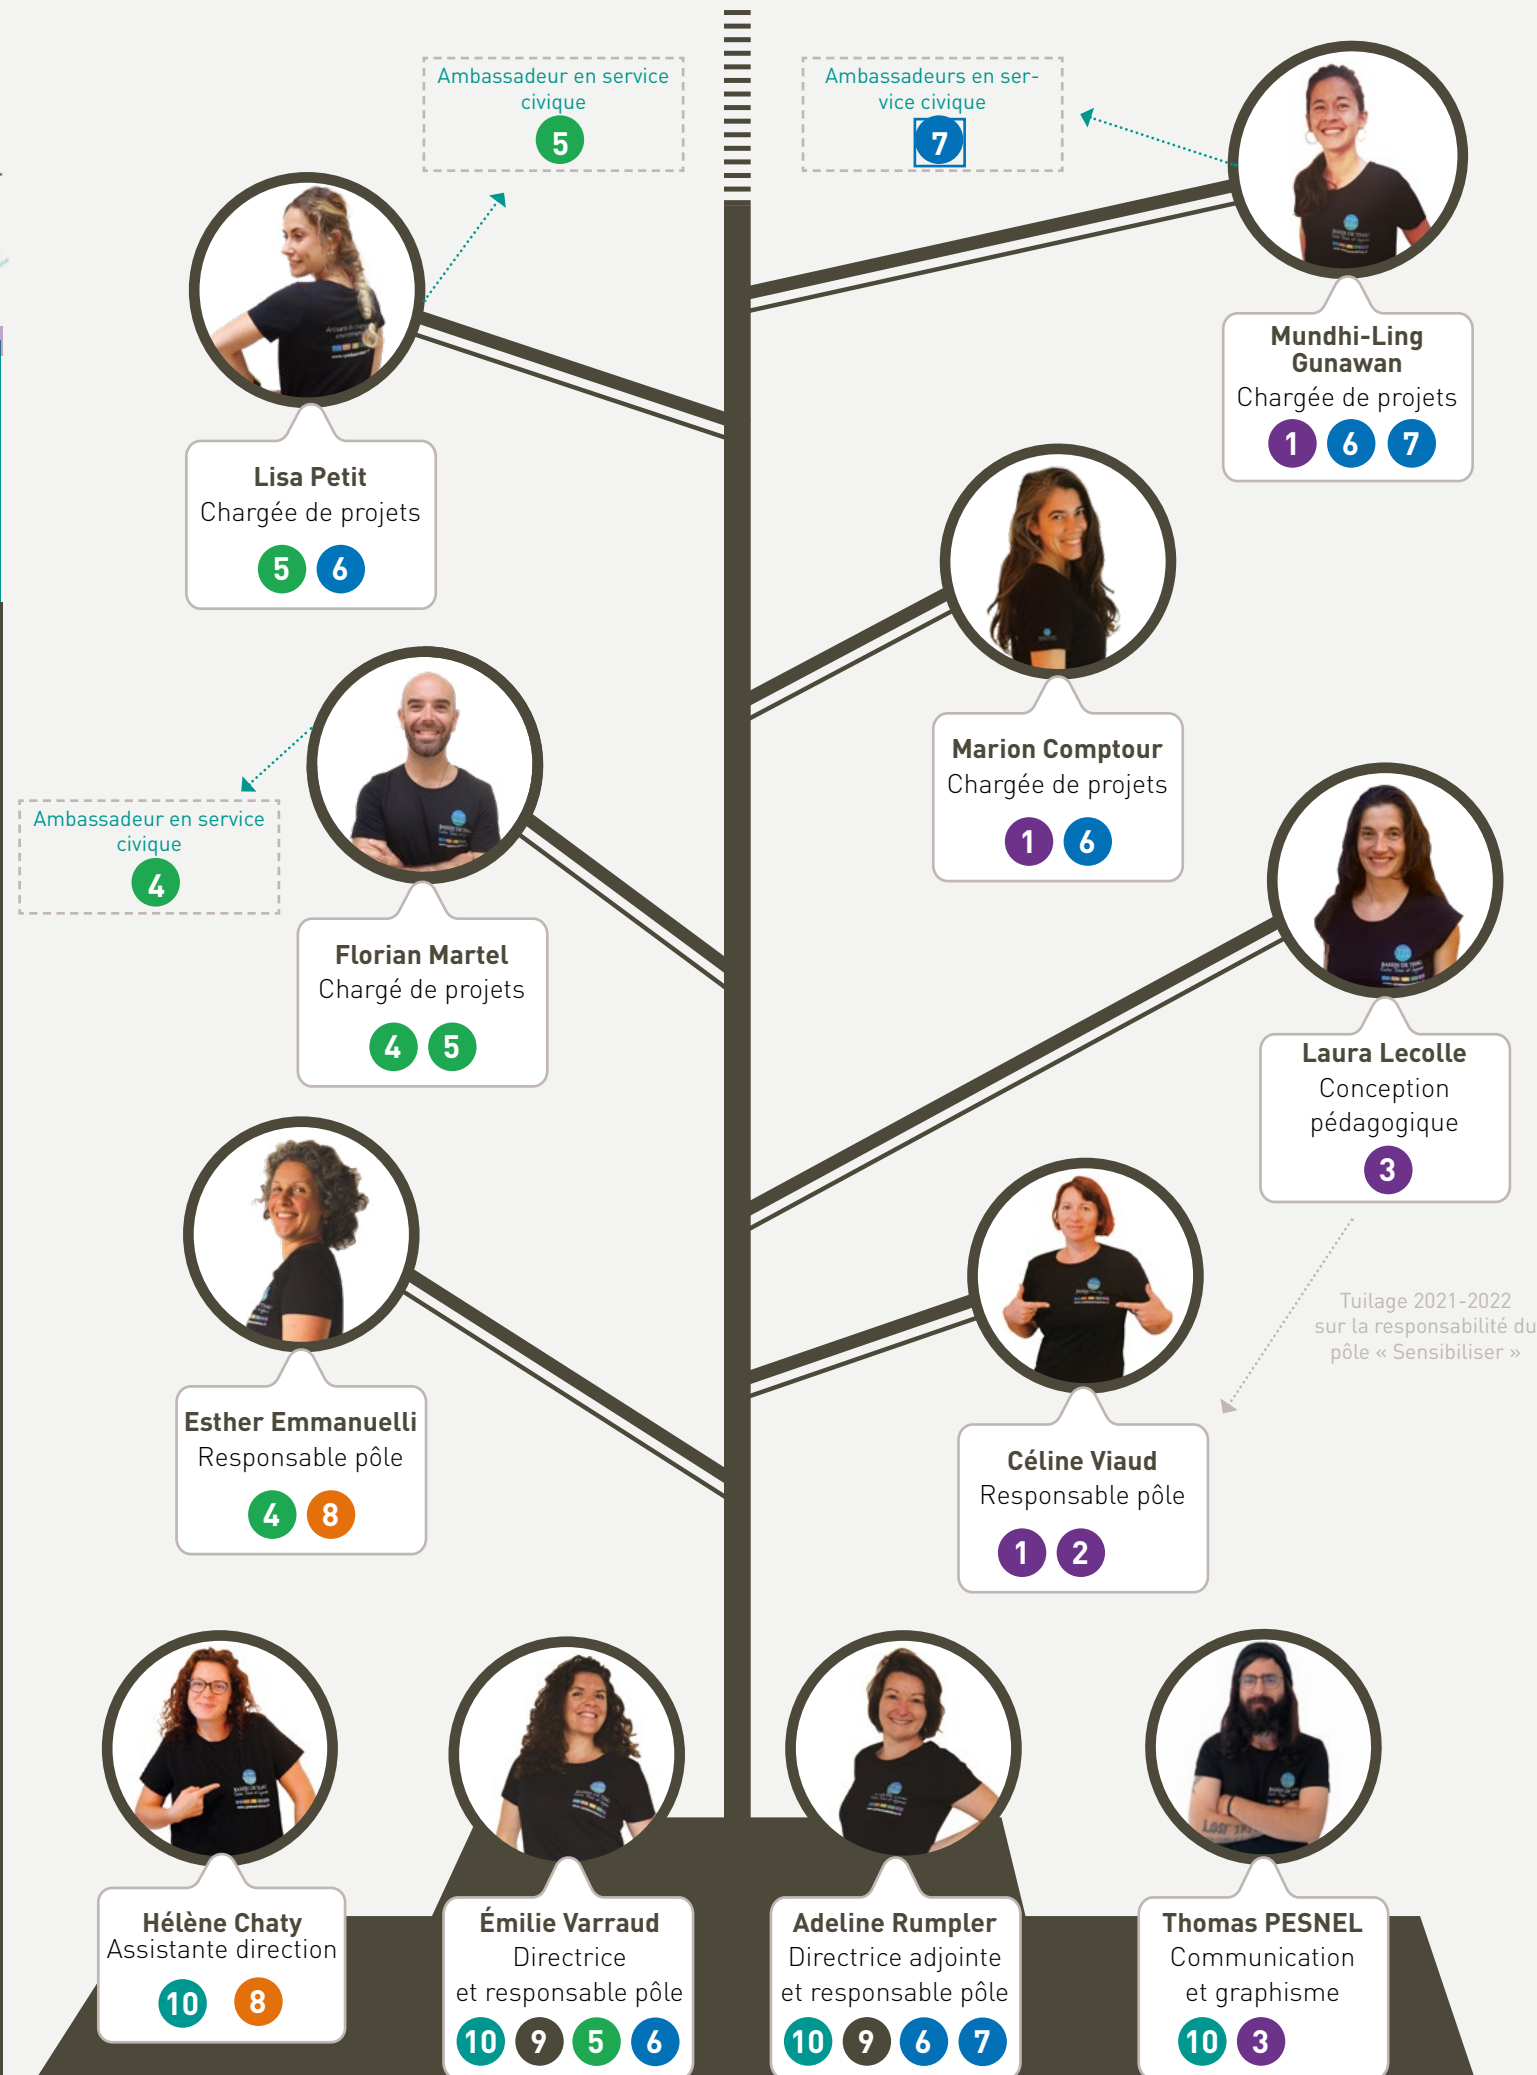 Ambassadeur en service
civique
5
Ambassadeurs en ser-
vice civique
7
Mundhi-Ling
Gunawan
Chargée de projets
1 6 7
Lisa Petit
Chargée de projets
5 6
Marion Comptour
Chargée de projets
1 6
Ambassadeur en service
civique
4
Florian Martel
Chargé de projets
4 5
Laura Lecolle
Conception
pédagogique
3
Tuilage 2021-2022
sur la responsabilité du
pôle « Sensibiliser »
Esther Emmanuelli
Responsable pôle
4 8
Céline Viaud
Responsable pôle
1 2
Hélène Chaty
Assistante direction
10 8
Émilie Varraud
Directrice
et responsable pôle
10 9 5 6
Adeline Rumpler
Directrice adjointe
et responsable pôle
10 9 6 7
Thomas PESNEL
Communication
et graphisme
10 3